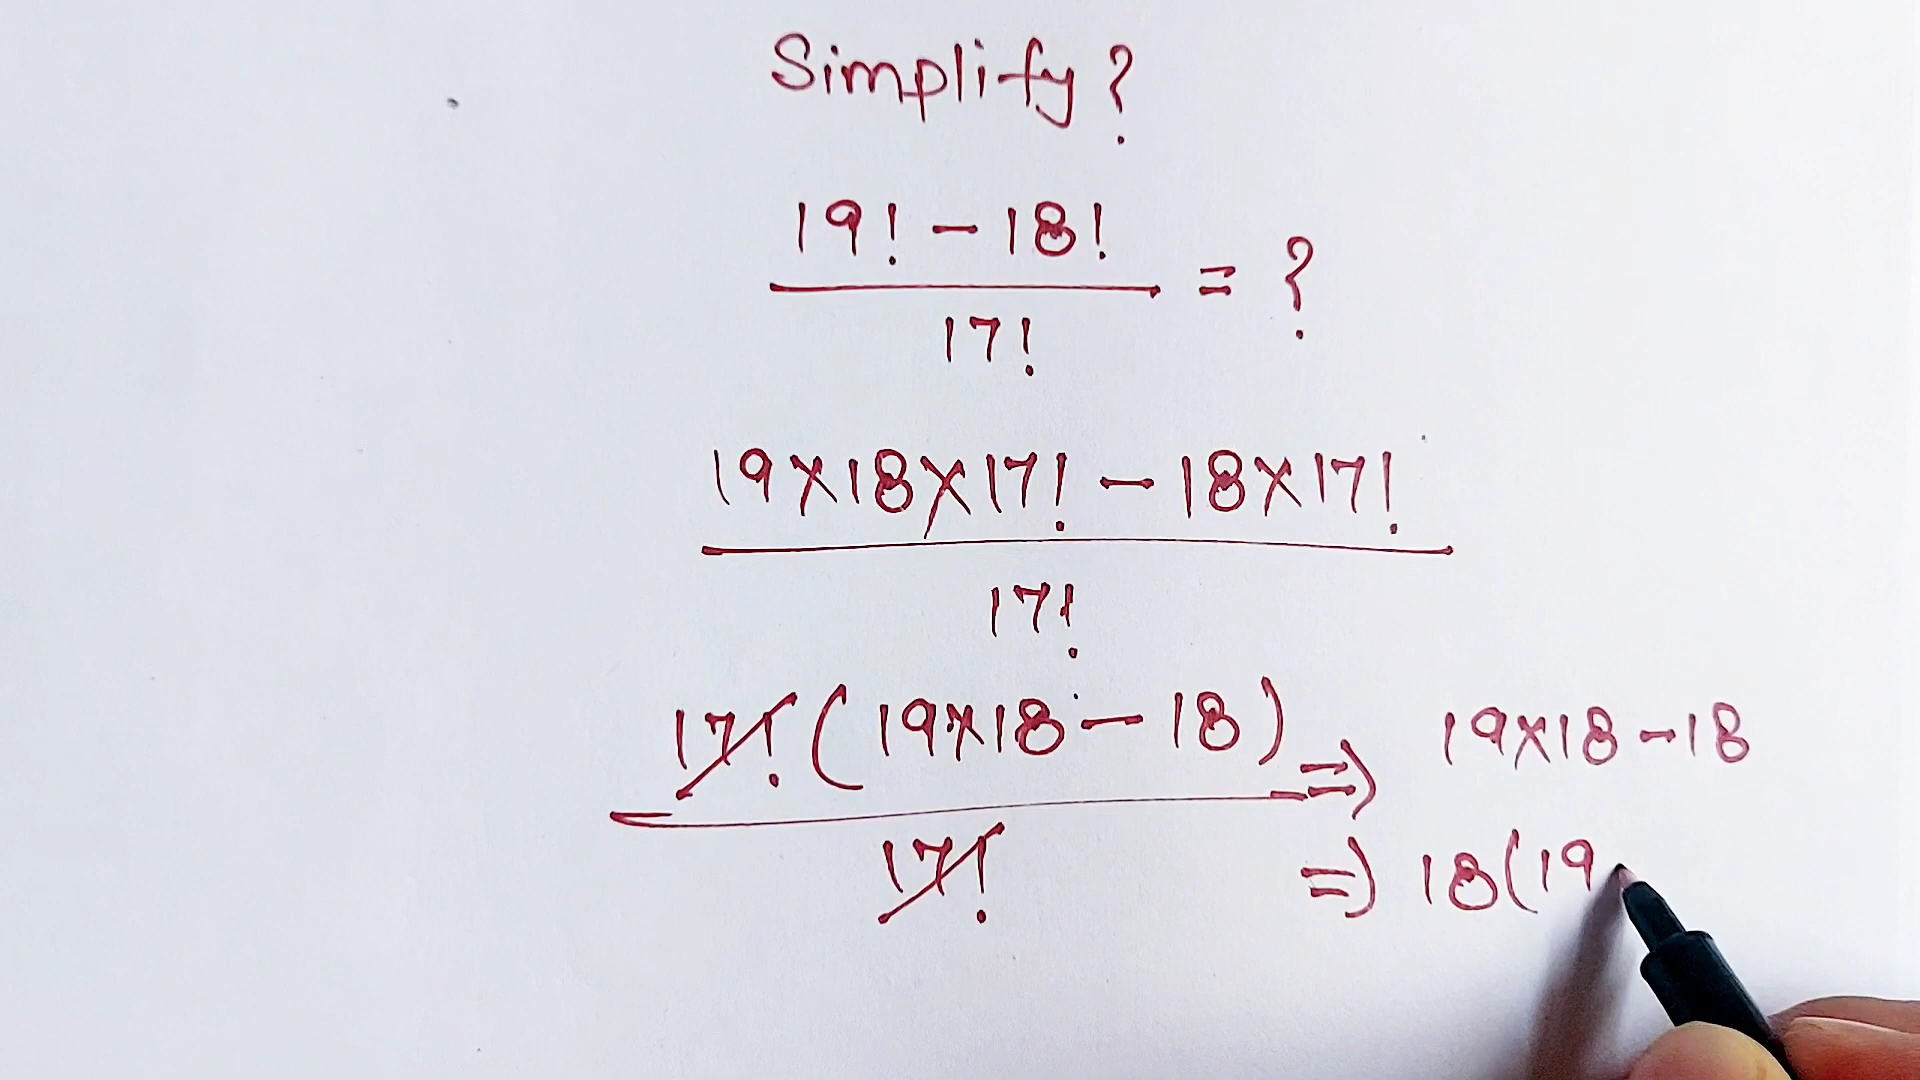 Simplify?
19! - 18!
17!
= ?
19×18×17! - 18×17!
17!
17!(19×18 - 18)
17!
=> 19×18-18
=> 18(19